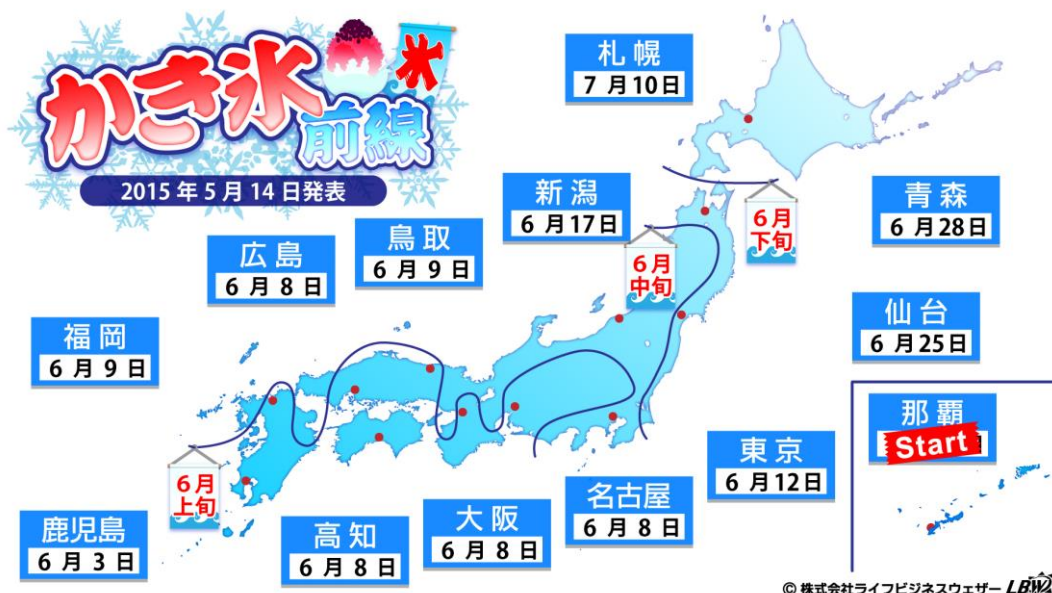 かき氷
氷
前線
2015年5月14日発表
札幌
7月10日
新潟
6月17日
青森
6月28日
鳥取
6月9日
広島
6月8日
6月
下旬
6月
中旬
仙台
6月25日
福岡
6月9日
那覇
Start
東京
6月12日
6月
上旬
名古屋
6月8日
大阪
6月8日
高知
6月8日
鹿児島
6月3日
© 株式会社ライフビジネスウェザー LBW